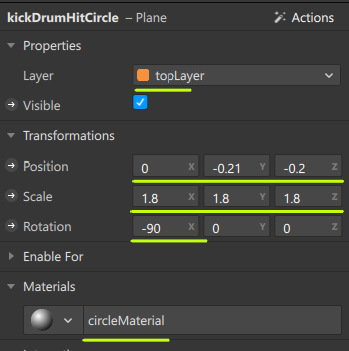 kickDrumHitCircle – Plane Actions
Properties
Layer topLayer
Visible
Transformations
Position 0 X -0.21 Y -0.2 Z
Scale 1.8 X 1.8 Y 1.8 Z
Rotation -90 X 0 Y 0 Z
Enable For
Materials
circleMaterial